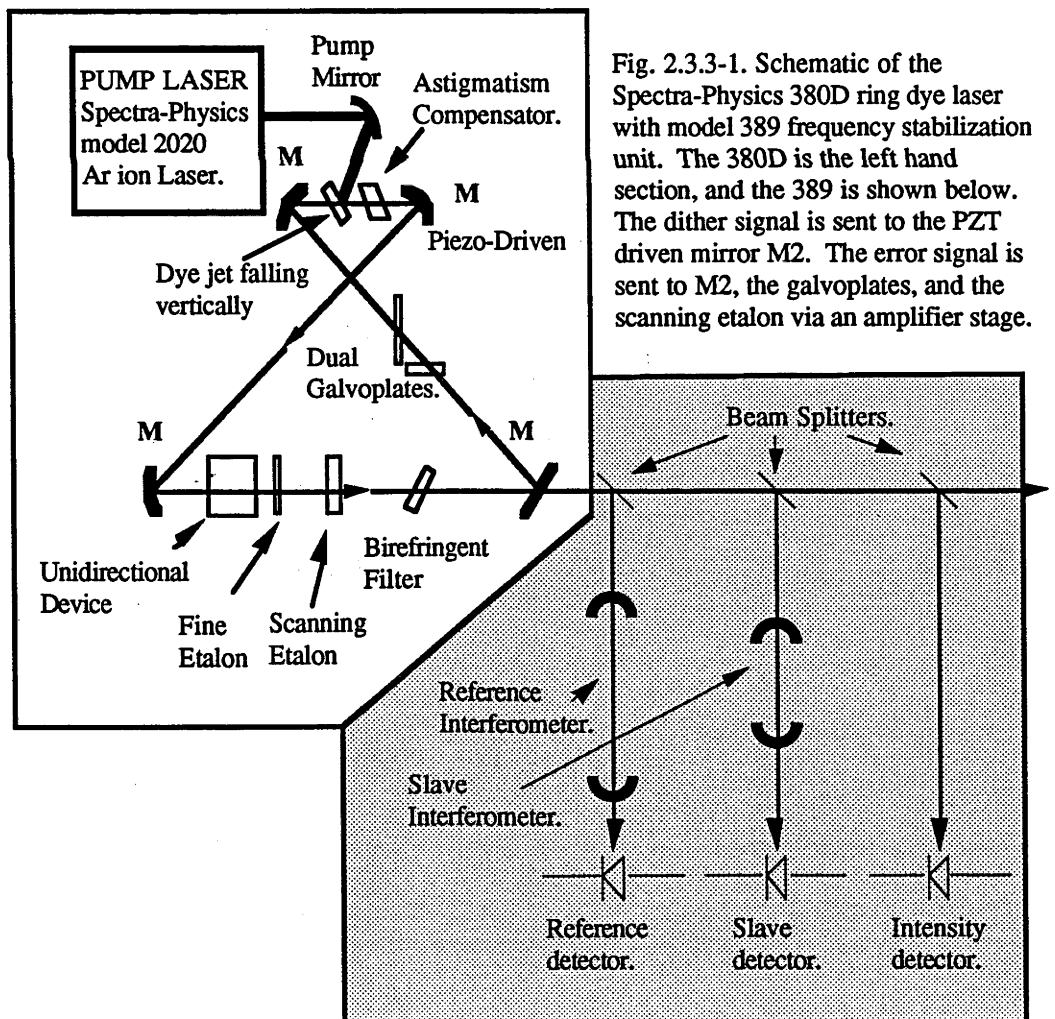 PUMP LASER
Spectra-Physics
model 2020
Ar ion Laser.
Pump
Mirror
Astigmatism
Compensator.
Fig. 2.3.3-1. Schematic of the
Spectra-Physics 380D ring dye laser
with model 389 frequency stabilization
unit. The 380D is the left hand
section, and the 389 is shown below.
The dither signal is sent to the PZT
driven mirror M2. The error signal is
sent to M2, the galvoplates, and the
scanning etalon via an amplifier stage.
M
M
Piezo-Driven
Dye jet falling
vertically
Dual
Galvoplates.
M
M
Beam Splitters.
Unidirectional
Device
Fine
Etalon
Scanning
Etalon
Birefringent
Filter
Reference
Interferometer.
Slave
Interferometer.
Reference
detector.
Slave
detector.
Intensity
detector.